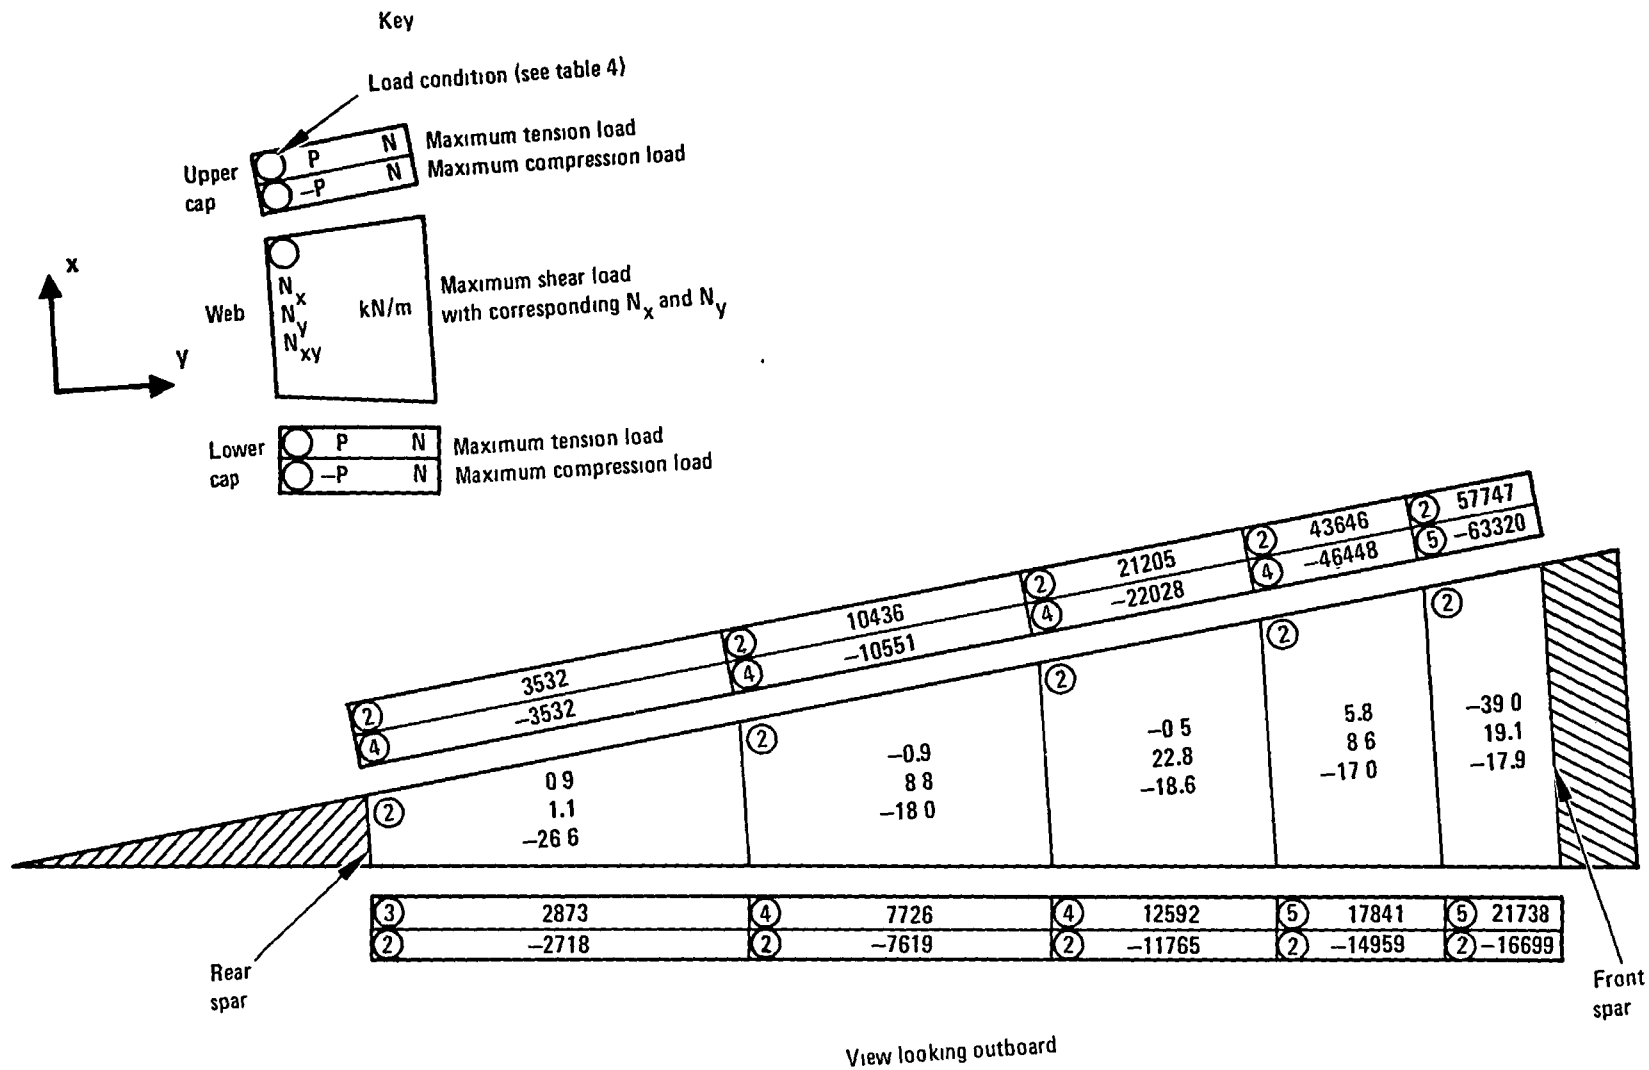 Key
Load condition (see table 4)
Upper
cap
P N
-P N
Maximum tension load
Maximum compression load
x
y
Web
Nx
Ny
Nxy
kN/m
Maximum shear load
with corresponding Nx and Ny
Lower
cap
P N
-P N
Maximum tension load
Maximum compression load
2 3532
4 -3532
2 10436
4 -10551
2 21205
4 -22028
2 43646
4 -46448
2 57747
5 -63320
2
0 9
1.1
-26 6
2
-0.9
8 8
-18 0
2
-0 5
22.8
-18.6
2
5.8
8 6
-17 0
2
-39 0
19.1
-17.9
3 2873
2 -2718
4 7726
2 -7619
4 12592
2 -11765
5 17841
2 -14959
5 21738
2 -16699
Rear
spar
Front
spar
View looking outboard